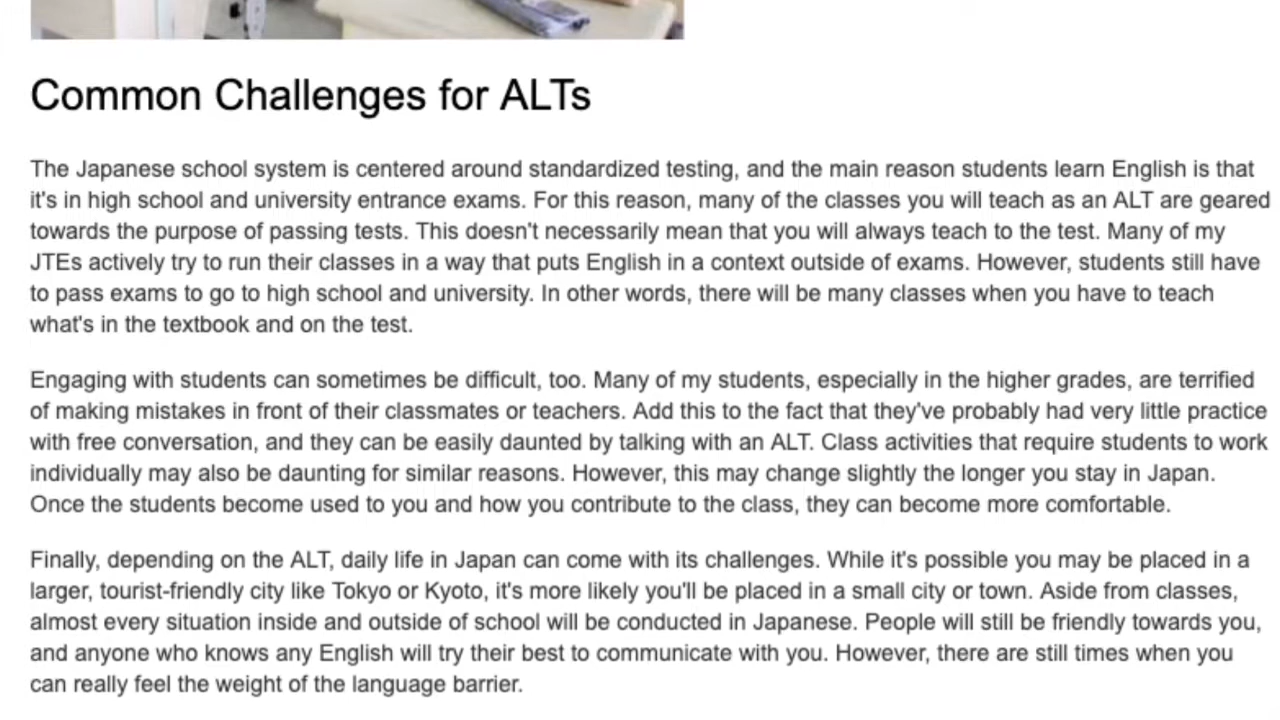 Common Challenges for ALTs
The Japanese school system is centered around standardized testing, and the main reason students learn English is that
it's in high school and university entrance exams. For this reason, many of the classes you will teach as an ALT are geared
towards the purpose of passing tests. This doesn't necessarily mean that you will always teach to the test. Many of my
JTEs actively try to run their classes in a way that puts English in a context outside of exams. However, students still have
to pass exams to go to high school and university. In other words, there will be many classes when you have to teach
what's in the textbook and on the test.
Engaging with students can sometimes be difficult, too. Many of my students, especially in the higher grades, are terrified
of making mistakes in front of their classmates or teachers. Add this to the fact that they've probably had very little practice
with free conversation, and they can be easily daunted by talking with an ALT. Class activities that require students to work
individually may also be daunting for similar reasons. However, this may change slightly the longer you stay in Japan.
Once the students become used to you and how you contribute to the class, they can become more comfortable.
Finally, depending on the ALT, daily life in Japan can come with its challenges. While it's possible you may be placed in a
larger, tourist-friendly city like Tokyo or Kyoto, it's more likely you'll be placed in a small city or town. Aside from classes,
almost every situation inside and outside of school will be conducted in Japanese. People will still be friendly towards you,
and anyone who knows any English will try their best to communicate with you. However, there are still times when you
can really feel the weight of the language barrier.